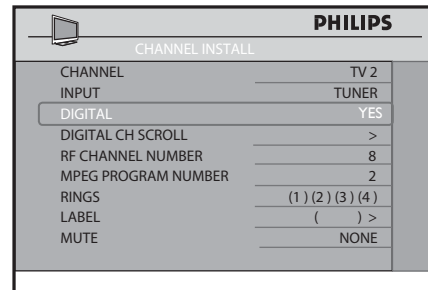 PHILIPS
CHANNEL INSTALL
CHANNEL TV 2
INPUT TUNER
DIGITAL YES
DIGITAL CH SCROLL >
RF CHANNEL NUMBER 8
MPEG PROGRAM NUMBER 2
RINGS (1 ) (2 ) (3 ) (4 )
LABEL ( ) >
MUTE NONE